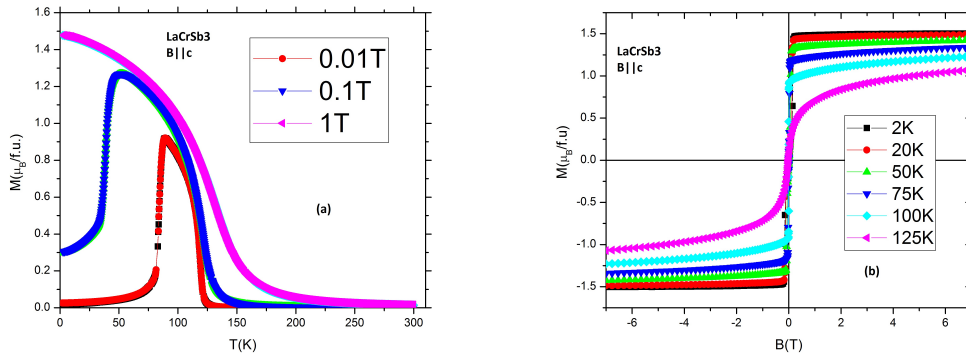 LaCrSb3
B||c
0.01T
0.1T
1T
(a)
M(μB/f.u)
1.6
1.4
1.2
1.0
0.8
0.6
0.4
0.2
0.0
0 50 100 150 200 250 300
T(K)
LaCrSb3
B||c
2K
20K
50K
75K
100K
125K
(b)
M(μB/f.u)
1.5
1.0
0.5
0.0
-0.5
-1.0
-1.5
-6 -4 -2 0 2 4 6
B(T)